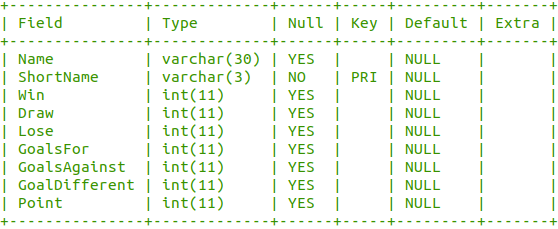 +---------------+-------------+------+-----+---------+-------+
| Field         | Type        | Null | Key | Default | Extra |
+---------------+-------------+------+-----+---------+-------+
| Name          | varchar(30) | YES  |     | NULL    |       |
| ShortName     | varchar(3)  | NO   | PRI | NULL    |       |
| Win           | int(11)     | YES  |     | NULL    |       |
| Draw          | int(11)     | YES  |     | NULL    |       |
| Lose          | int(11)     | YES  |     | NULL    |       |
| GoalsFor      | int(11)     | YES  |     | NULL    |       |
| GoalsAgainst  | int(11)     | YES  |     | NULL    |       |
| GoalDifferent | int(11)     | YES  |     | NULL    |       |
| Point         | int(11)     | YES  |     | NULL    |       |
+---------------+-------------+------+-----+---------+-------+